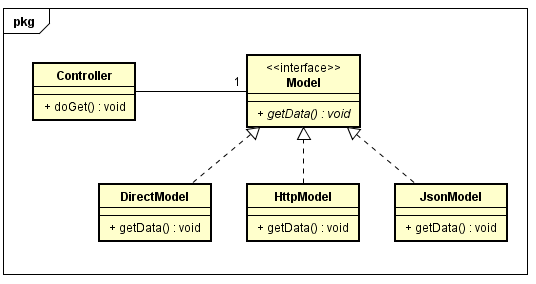 pkg
Controller
+ doGet() : void
1
<<interface>>
Model
+ getData() : void
DirectModel
+ getData() : void
HttpModel
+ getData() : void
JsonModel
+ getData() : void